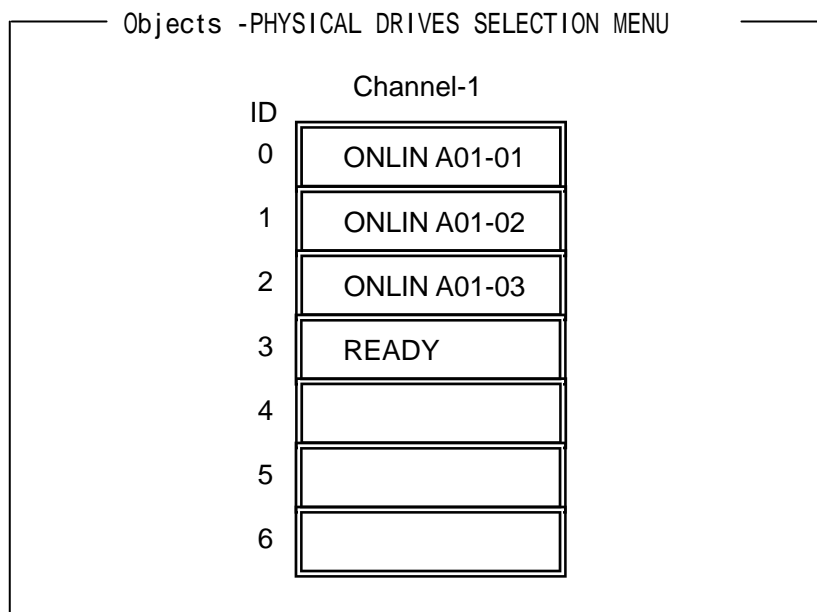 Objects -PHYSICAL DRIVES SELECTION MENU
Channel-1
ID
0 ONLIN A01-01
1 ONLIN A01-02
2 ONLIN A01-03
3 READY
4
5
6